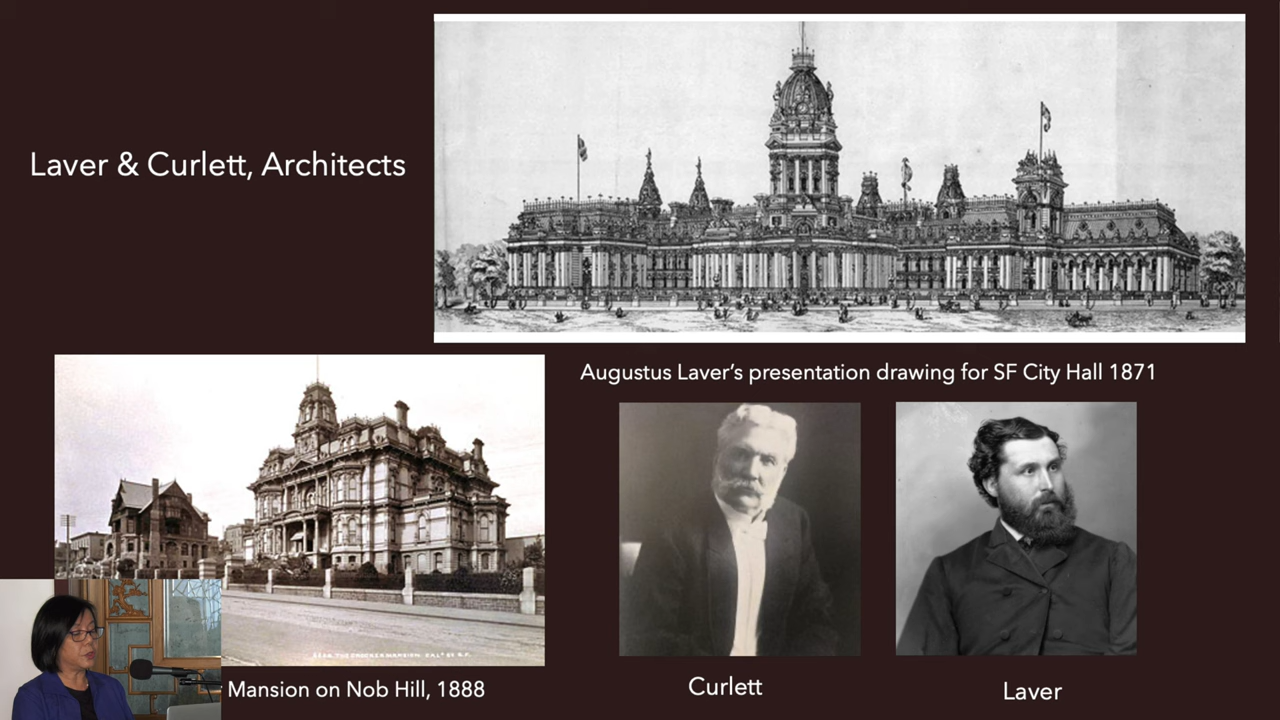 Laver & Curlett, Architects
Augustus Laver's presentation drawing for SF City Hall 1871
Mansion on Nob Hill, 1888
Curlett
Laver